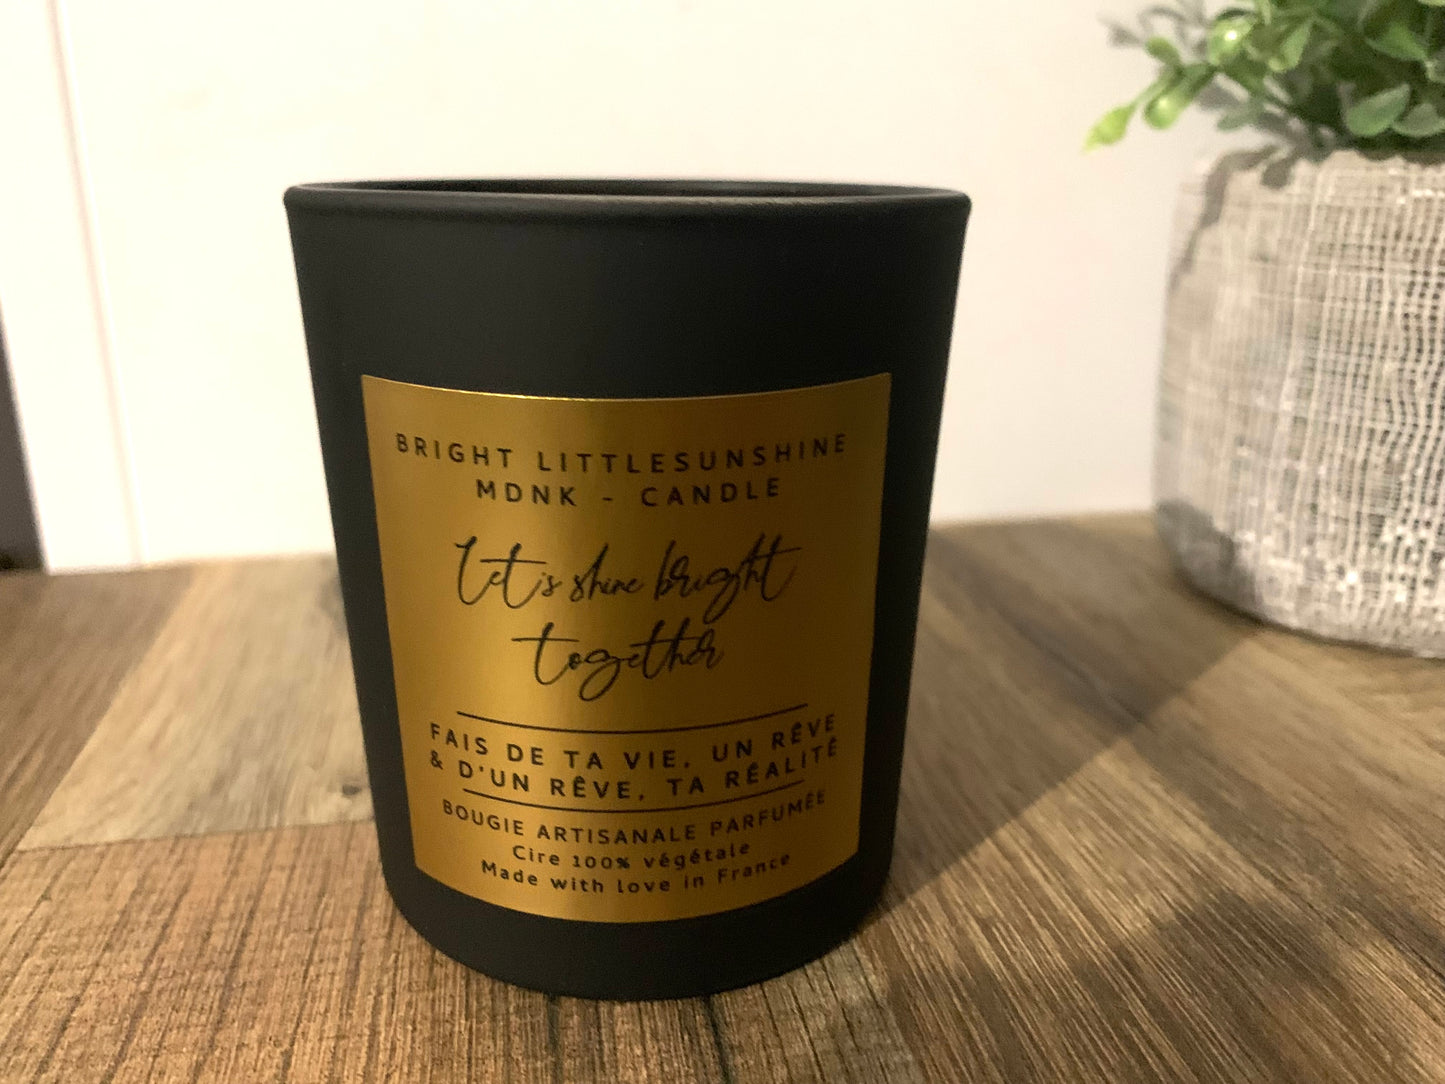 BRIGHT LITTLESUNSHINE
MDNK - CANDLE
Let's shine bright
together
FAIS DE TA VIE, UN RÊVE
& D'UN RÊVE, TA RÉALITÉ
BOUGIE ARTISANALE PARFUMÉE
Cire 100% végétale
Made with love in France